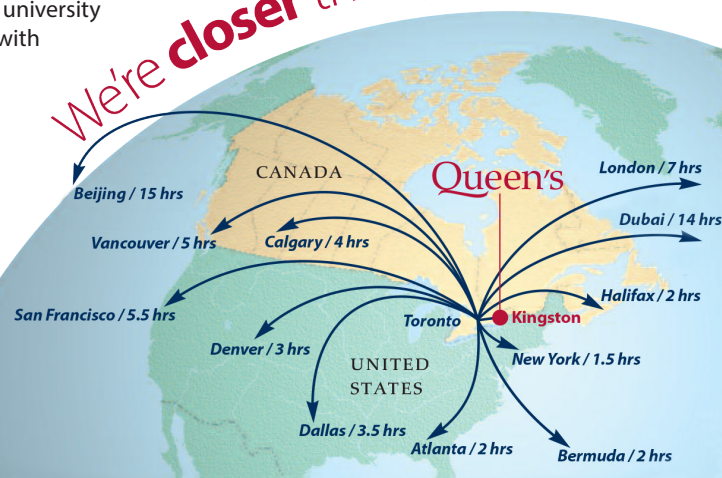 university
with
We're closer
CANADA
Queen's
London / 7 hrs
Beijing / 15 hrs
Dubai / 14 hrs
Vancouver / 5 hrs
Calgary / 4 hrs
Halifax / 2 hrs
San Francisco / 5.5 hrs
Toronto
Kingston
Denver / 3 hrs
New York / 1.5 hrs
UNITED
STATES
Dallas / 3.5 hrs
Atlanta / 2 hrs
Bermuda / 2 hrs